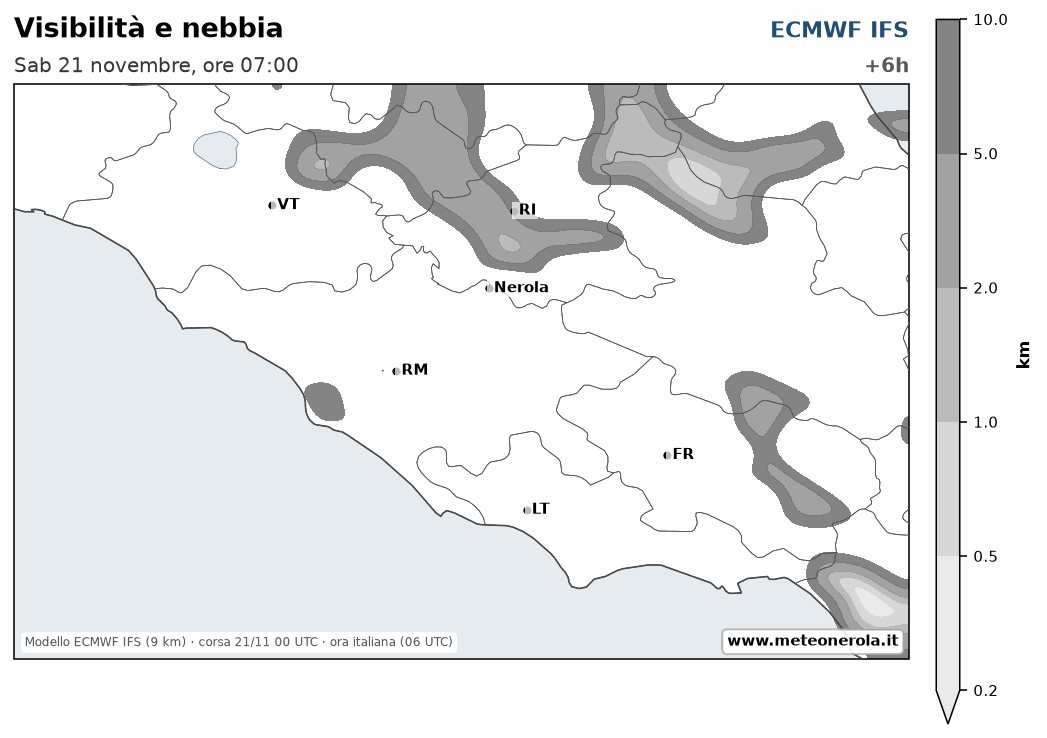 Visibilità e nebbia
ECMWF IFS
Sab 21 novembre, ore 07:00
+6h
10.0
5.0
2.0
1.0
0.5
0.2
km
VT
RI
Nerola
RM
FR
LT
Modello ECMWF IFS (9 km) · corsa 21/11 00 UTC · ora italiana (06 UTC)
www.meteonerola.it